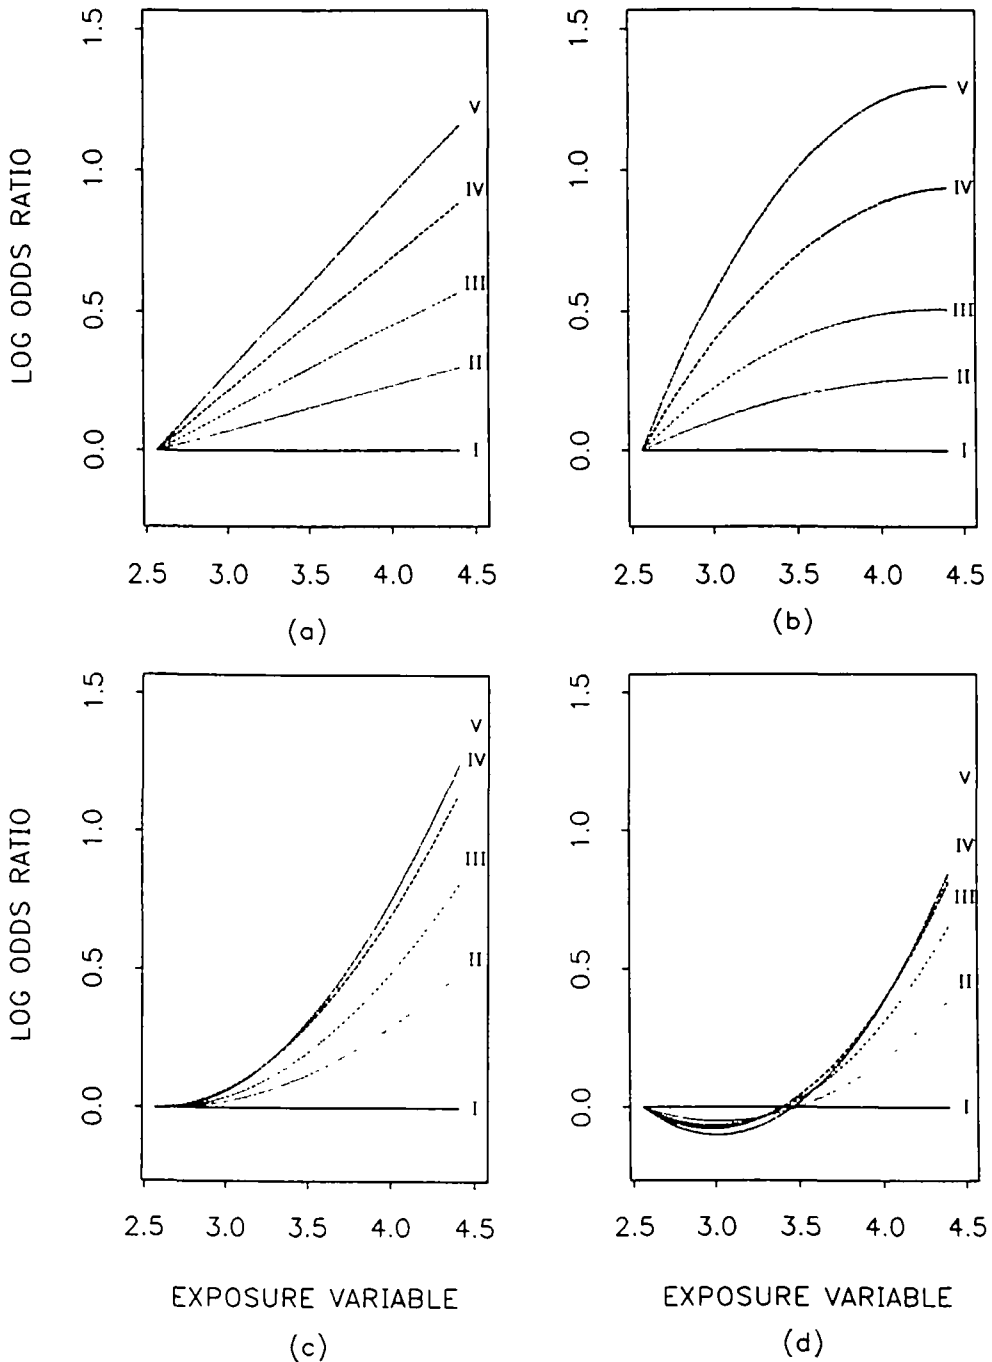 LOG ODDS RATIO
1.5
1.0
0.5
0.0
V
IV
III
II
I
2.5 3.0 3.5 4.0 4.5
(a)
1.5
1.0
0.5
0.0
V
IV
III
II
I
2.5 3.0 3.5 4.0 4.5
(b)
LOG ODDS RATIO
1.5
1.0
0.5
0.0
V
IV
III
II
I
2.5 3.0 3.5 4.0 4.5
EXPOSURE VARIABLE
(c)
1.5
1.0
0.5
0.0
V
IV
III
II
I
2.5 3.0 3.5 4.0 4.5
EXPOSURE VARIABLE
(d)